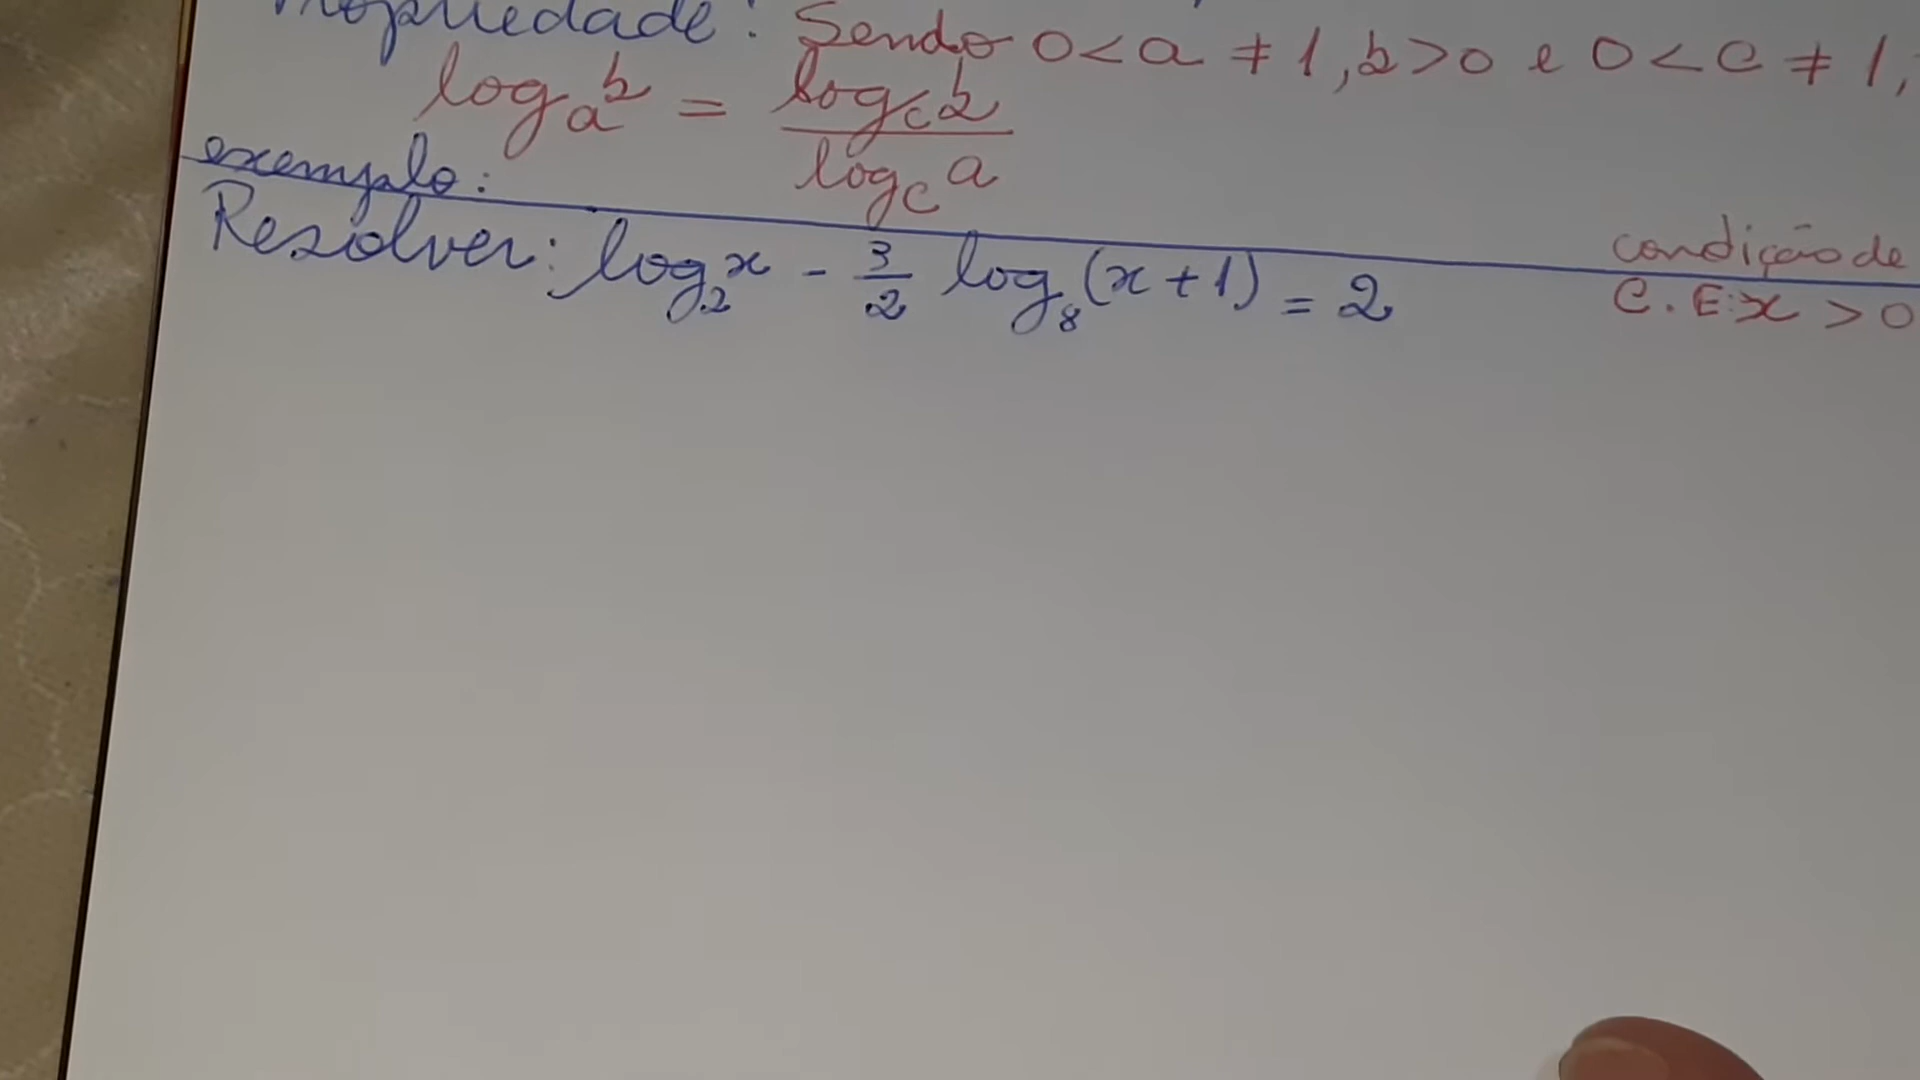 Propriedade: Sendo 0 < a ≠ 1, b > 0 e 0 < c ≠ 1,
log_a b = log_c b / log_c a
exemplo:
Resolver: log_2 x - 3/2 log_8 (x + 1) = 2
condição de
C.E: x > 0